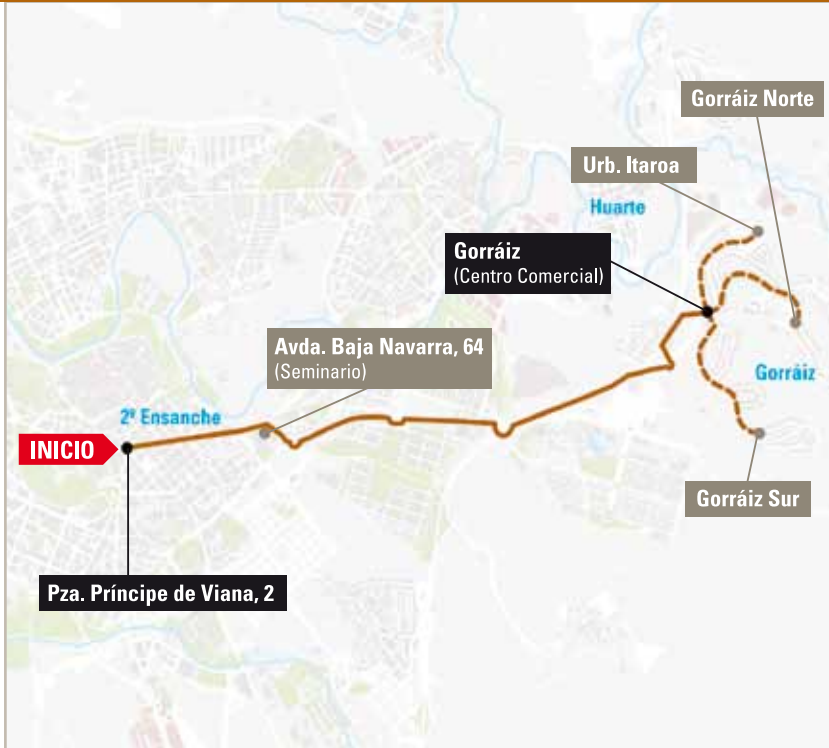 Gorráiz Norte
Urb. Itaroa
Huarte
Gorráiz
(Centro Comercial)
Avda. Baja Navarra, 64
(Seminario)
Gorráiz
2º Ensanche
INICIO
Gorráiz Sur
Pza. Príncipe de Viana, 2